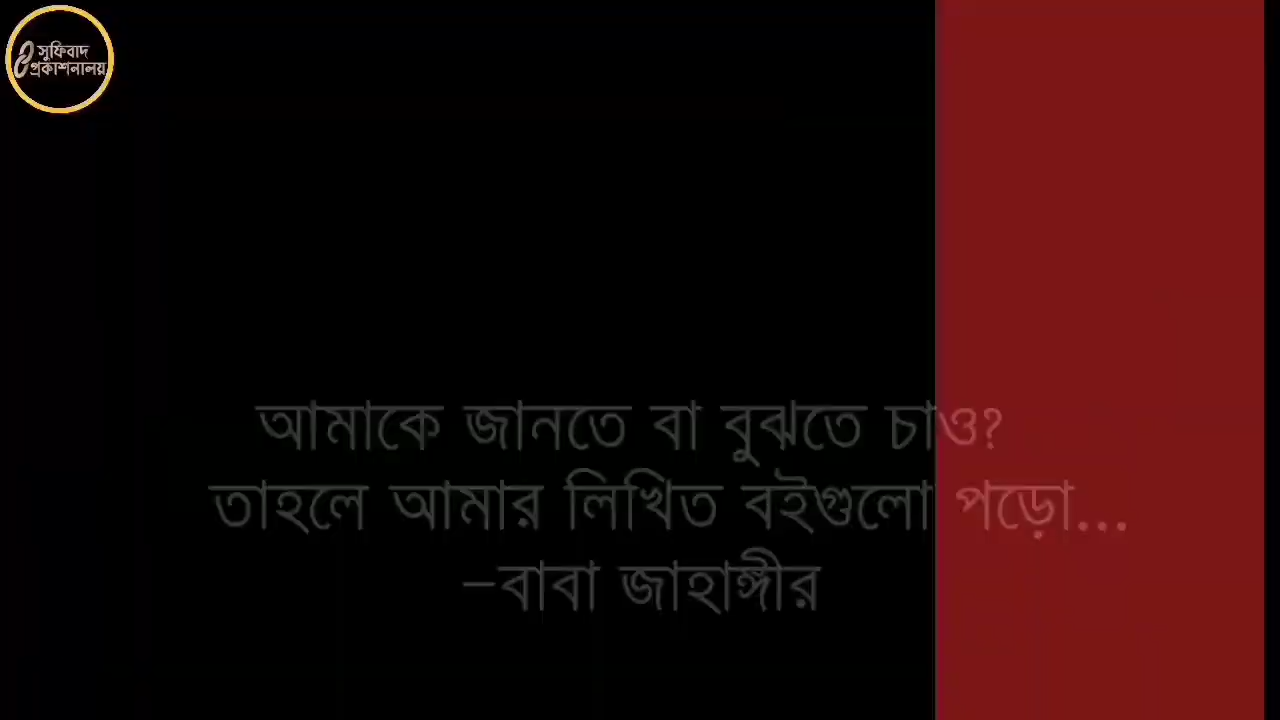 সুফিবাদ
প্রকাশনালয়
আমাকে জানতে বা বুঝতে চাও?
তাহলে আমার লিখিত বইগুলো পড়ো...
–বাবা জাহাঙ্গীর